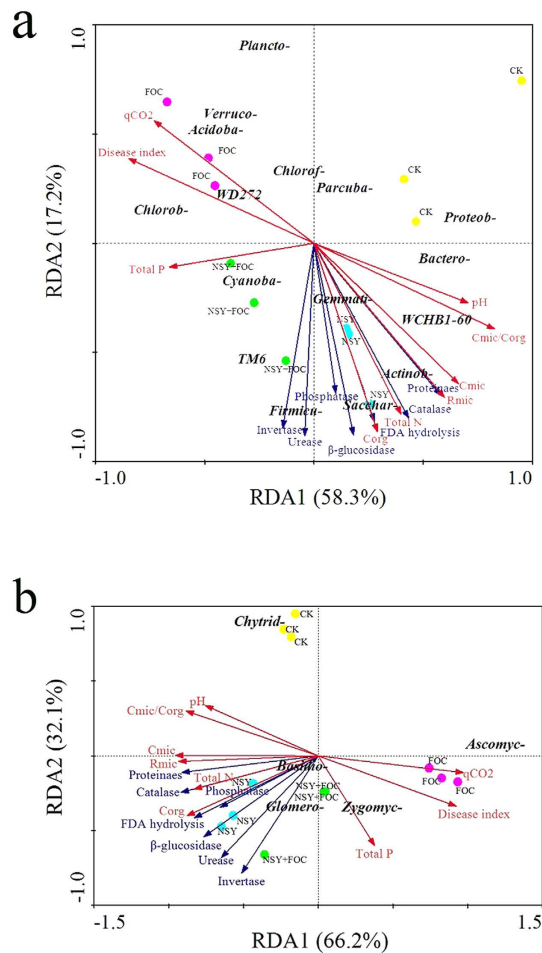 a
1.0
Plancto-
CK
FOC
qCO2
Verruco-
Acidoba-
FOC
CK
Disease index
Chlorof-
FOC
Parcuba-
WD272
CK
Chlorob-
Proteob-
RDA2 (17.2%)
Bactero-
Total P
NSY-FOC
Cyanoba-
Gemmati-
pH
NSY-FOC
NSY
WCHB1-60
NSY
Cmic/Corg
TM6
NSY-FOC
Actinob-
Proteinaes
Cmic
Phosphatase
NSY
Rmic
Firmicu-
Sacchar-
Catalase
Invertase
Total N
Urease
Corg
FDA hydrolysis
β-glucosidase
-1.0
-1.0
1.0
RDA1 (58.3%)
b
1.0
CK
Chytrid-
CK
CK
pH
Cmic/Corg
RDA2 (32.1%)
Cmic
Ascomyc-
Rmic
Basidio-
FOC
Proteinaes
qCO2
Total N
FOC
FOC
Catalase
Phosphatase
NSY
NSY+FOC
NSY+FOC
Corg
Glomero-
Zygomyc-
Disease index
FDA hydrolysis
NSY
NSY
β-glucosidase
Total P
Urease
NSY+FOC
Invertase
-1.0
-1.5
1.5
RDA1 (66.2%)